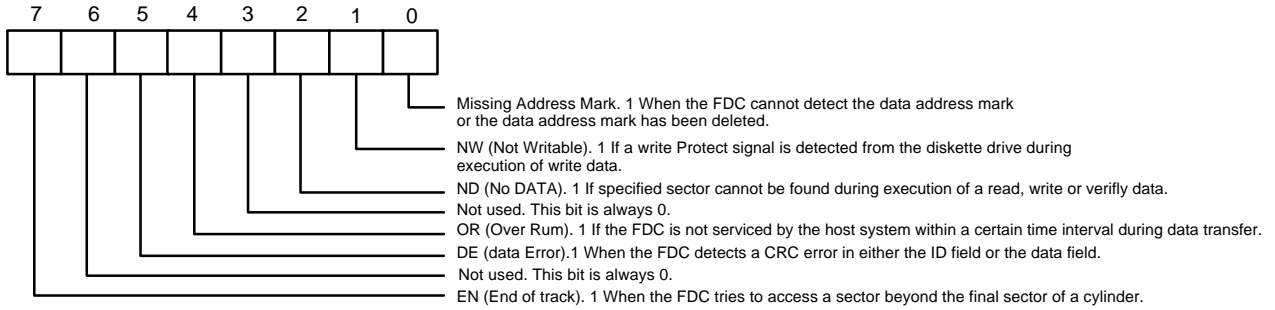 7 6 5 4 3 2 1 0
Missing Address Mark. 1 When the FDC cannot detect the data address mark
or the data address mark has been deleted.
NW (Not Writable). 1 If a write Protect signal is detected from the diskette drive during
execution of write data.
ND (No DATA). 1 If specified sector cannot be found during execution of a read, write or verifly data.
Not used. This bit is always 0.
OR (Over Rum). 1 If the FDC is not serviced by the host system within a certain time interval during data transfer.
DE (data Error).1 When the FDC detects a CRC error in either the ID field or the data field.
Not used. This bit is always 0.
EN (End of track). 1 When the FDC tries to access a sector beyond the final sector of a cylinder.